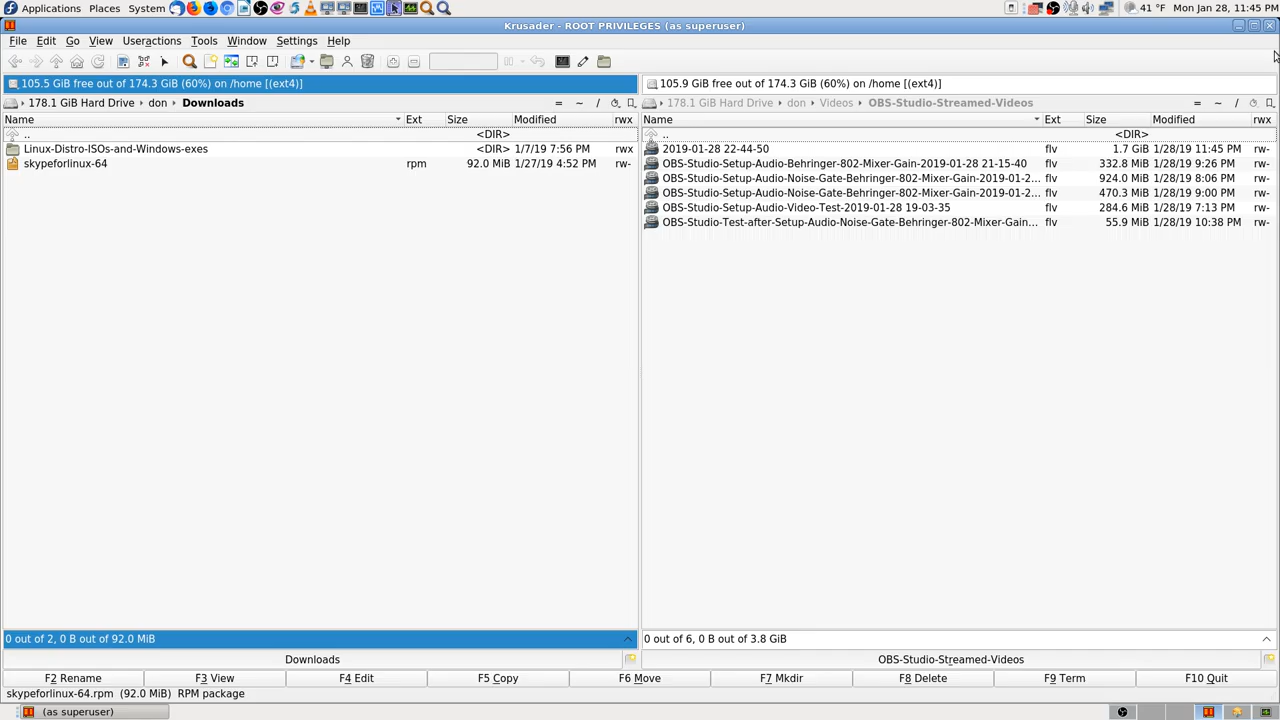 Applications Places System 41 °F Mon Jan 28, 11:45 PM
Krusader - ROOT PRIVILEGES (as superuser)
File Edit Go View Useractions Tools Window Settings Help
105.5 GiB free out of 174.3 GiB (60%) on /home [(ext4)] 105.9 GiB free out of 174.3 GiB (60%) on /home [(ext4)]
178.1 GiB Hard Drive › don › Downloads = ~ / 178.1 GiB Hard Drive › don › Videos › OBS-Studio-Streamed-Videos = ~ /
Name Ext Size Modified rwx Name Ext Size Modified rwx
.. <DIR> .. <DIR>
Linux-Distro-ISOs-and-Windows-exes <DIR> 1/7/19 7:56 PM rwx 2019-01-28 22-44-50 flv 1.7 GiB 1/28/19 11:45 PM rw-
skypeforlinux-64 rpm 92.0 MiB 1/27/19 4:52 PM rw- OBS-Studio-Setup-Audio-Behringer-802-Mixer-Gain-2019-01-28 21-15-40 flv 332.8 MiB 1/28/19 9:26 PM rw-
OBS-Studio-Setup-Audio-Noise-Gate-Behringer-802-Mixer-Gain-2019-01-2... flv 924.0 MiB 1/28/19 8:06 PM rw-
OBS-Studio-Setup-Audio-Noise-Gate-Behringer-802-Mixer-Gain-2019-01-2... flv 470.3 MiB 1/28/19 9:00 PM rw-
OBS-Studio-Setup-Audio-Video-Test-2019-01-28 19-03-35 flv 284.6 MiB 1/28/19 7:13 PM rw-
OBS-Studio-Test-after-Setup-Audio-Noise-Gate-Behringer-802-Mixer-Gain... flv 55.9 MiB 1/28/19 10:38 PM rw-
0 out of 2, 0 B out of 92.0 MiB 0 out of 6, 0 B out of 3.8 GiB
Downloads OBS-Studio-Streamed-Videos
F2 Rename F3 View F4 Edit F5 Copy F6 Move F7 Mkdir F8 Delete F9 Term F10 Quit
skypeforlinux-64.rpm (92.0 MiB) RPM package
(as superuser)